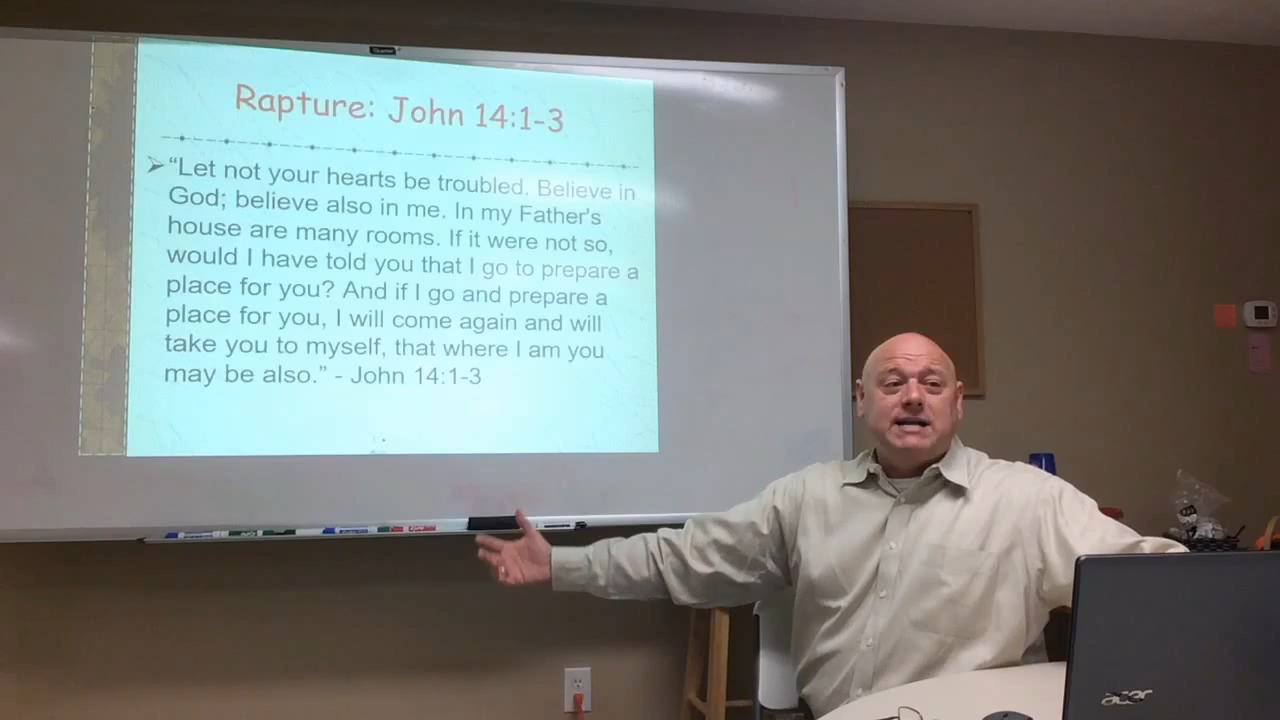 Rapture: John 14:1-3
“Let not your hearts be troubled. Believe in
God; believe also in me. In my Father's
house are many rooms. If it were not so,
would I have told you that I go to prepare a
place for you? And if I go and prepare a
place for you, I will come again and will
take you to myself, that where I am you
may be also.” - John 14:1-3
acer